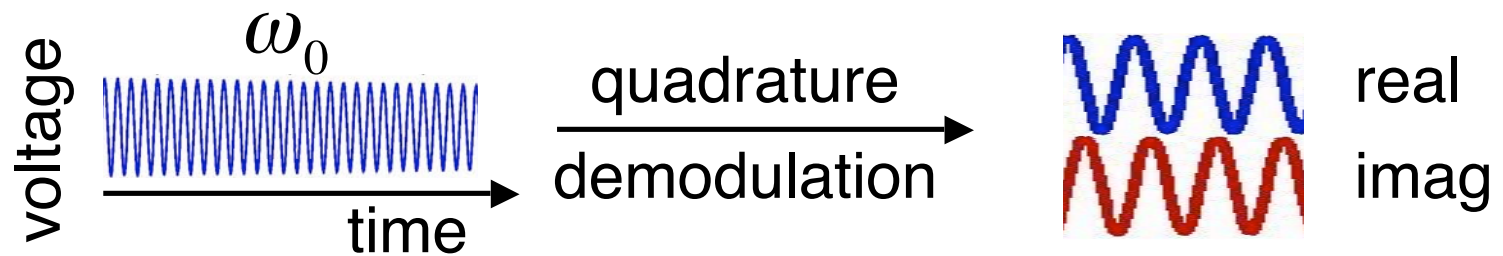 voltage
ω₀
time
quadrature
demodulation
real
imag